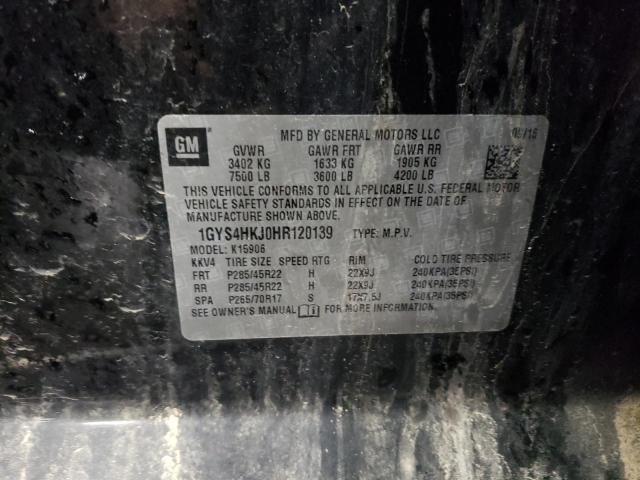 GM
MFD BY GENERAL MOTORS LLC
GVWR GAWR FRT GAWR RR
3402 KG 1633 KG 1905 KG
7500 LB 3600 LB 4200 LB
THIS VEHICLE CONFORMS TO ALL APPLICABLE U.S. FEDERAL MOTOR
VEHICLE SAFETY STANDARDS IN EFFECT ON THE DATE OF
MANUFACTURE SHOWN ABOVE.
1GYS4HKJ0HR120139 TYPE: M.P.V.
MODEL: K15906
KKV4 TIRE SIZE SPEED RTG RIM COLD TIRE PRESSURE
FRT P285/45R22 H 22X9J 240KPA(35PSI)
RR P285/45R22 H 22X9J 240KPA(35PSI)
SPA P265/70R17 S 17X7.5J 240KPA(35PSI)
SEE OWNER'S MANUAL FOR MORE INFORMATION.